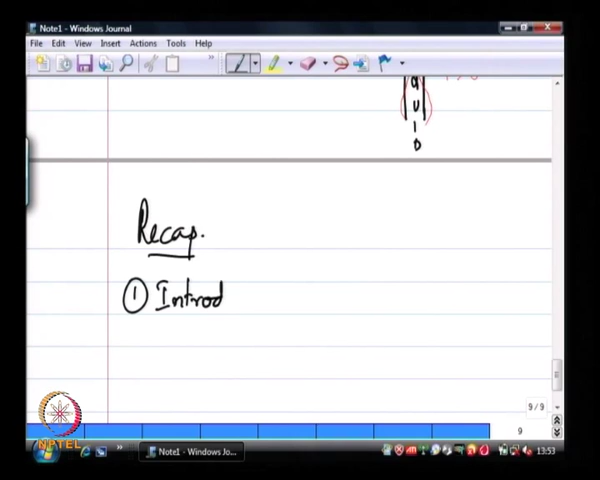 Note1 - Windows Journal
File Edit View Insert Actions Tools Help
Recap.
① Introd
9 / 9
9
NPTEL
Note1 - Windows Jo...
13:53